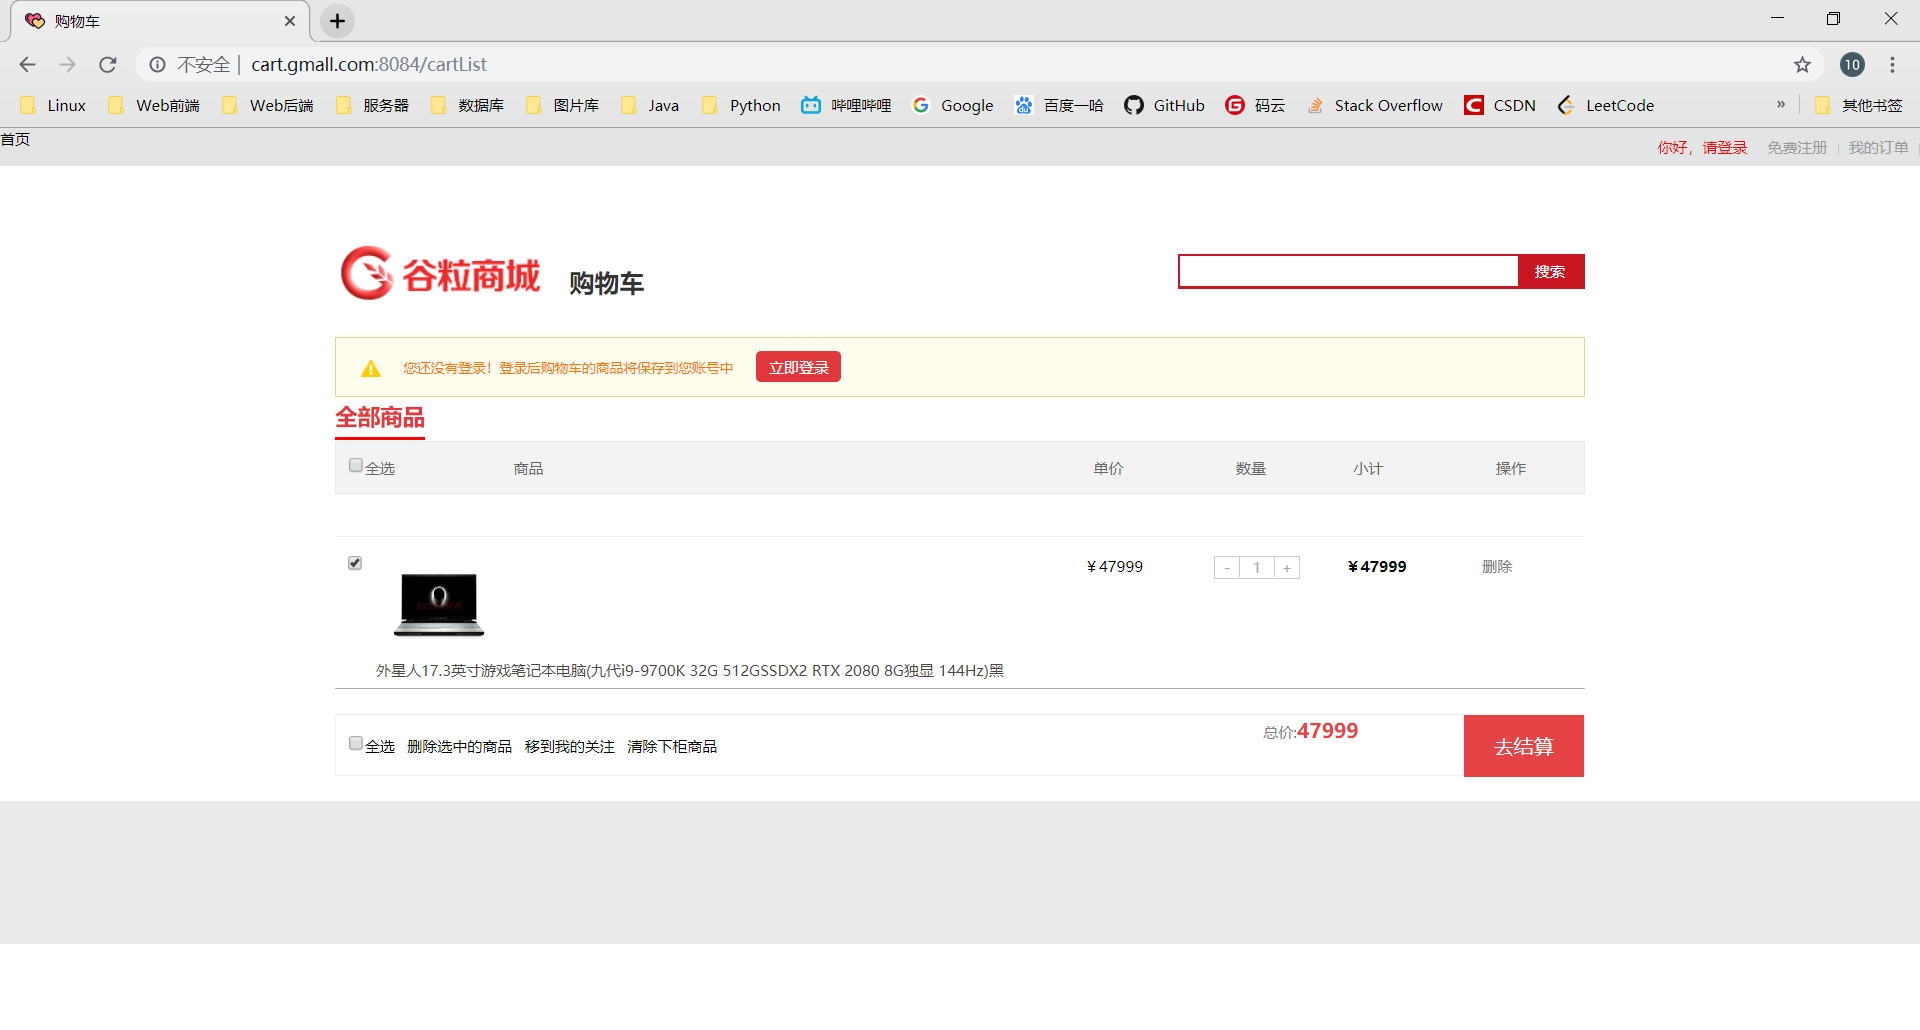 购物车
10
不安全 | cart.gmall.com:8084/cartList
Linux Web前端 Web后端 服务器 数据库 图片库 Java Python 哔哩哔哩 Google 百度一哈 GitHub 码云 Stack Overflow CSDN LeetCode » 其他书签
首页
你好，请登录 免费注册 | 我的订单 |
谷粒商城 购物车
搜索
您还没有登录！登录后购物车的商品将保存到您账号中 立即登录
全部商品
全选 商品 单价 数量 小计 操作
¥47999 - 1 + ¥47999 删除
外星人17.3英寸游戏笔记本电脑(九代i9-9700K 32G 512GSSDX2 RTX 2080 8G独显 144Hz)黑
全选 删除选中的商品 移到我的关注 清除下柜商品 总价:47999 去结算